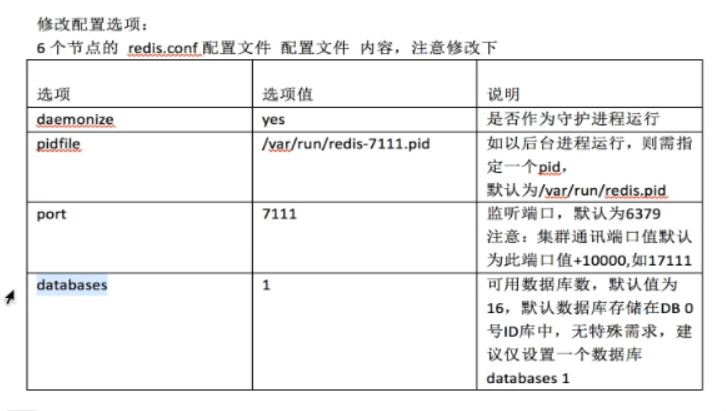 修改配置选项：
6 个节点的 redis.conf 配置文件 配置文件 内容，注意修改下
选项 选项值 说明
daemonize yes 是否作为守护进程运行
pidfile /var/run/redis-7111.pid 如以后台进程运行，则需指
定一个pid，
默认为/var/run/redis.pid
port 7111 监听端口，默认为6379
注意：集群通讯端口值默认
为此端口值+10000,如17111
databases 1 可用数据库数，默认值为
16，默认数据库存储在DB 0
号ID库中，无特殊需求，建
议仅设置一个数据库
databases 1